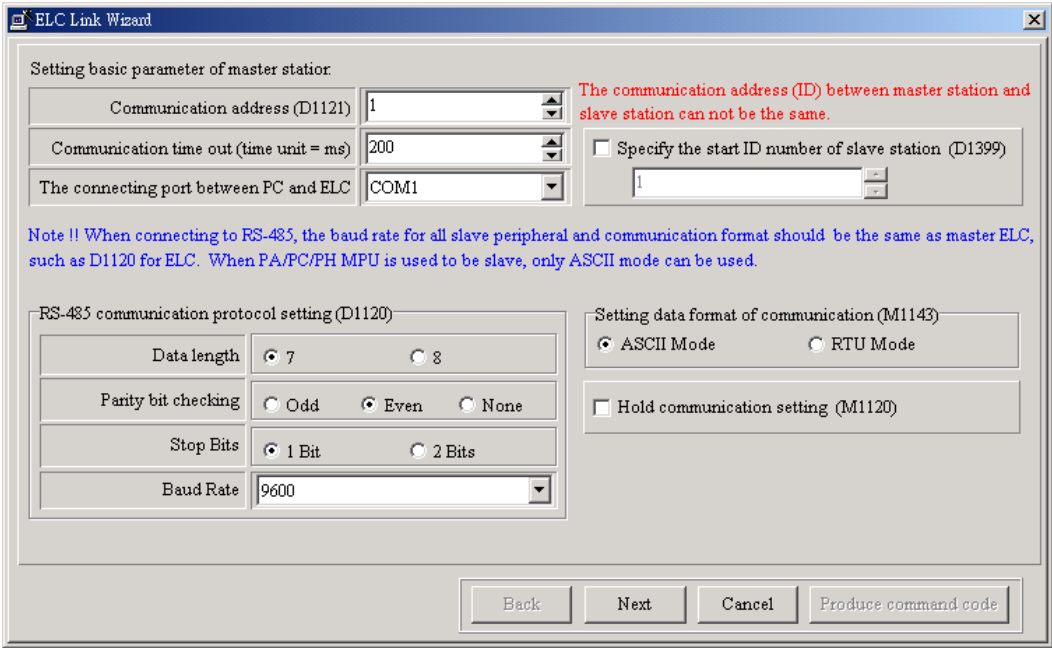 ELC Link Wizard
Setting basic parameter of master station.
Communication address (D1121)
1
Communication time out (time unit = ms)
200
The connecting port between PC and ELC
COM1
The communication address (ID) between master station and
slave station can not be the same.
Specify the start ID number of slave station (D1399)
1
Note !! When connecting to RS-485, the baud rate for all slave peripheral and communication format should be the same as master ELC,
such as D1120 for ELC. When PA/PC/PH MPU is used to be slave, only ASCII mode can be used.
RS-485 communication protocol setting (D1120)
Data length
7
8
Parity bit checking
Odd
Even
None
Stop Bits
1 Bit
2 Bits
Baud Rate
9600
Setting data format of communication (M1143)
ASCII Mode
RTU Mode
Hold communication setting (M1120)
Back
Next
Cancel
Produce command code